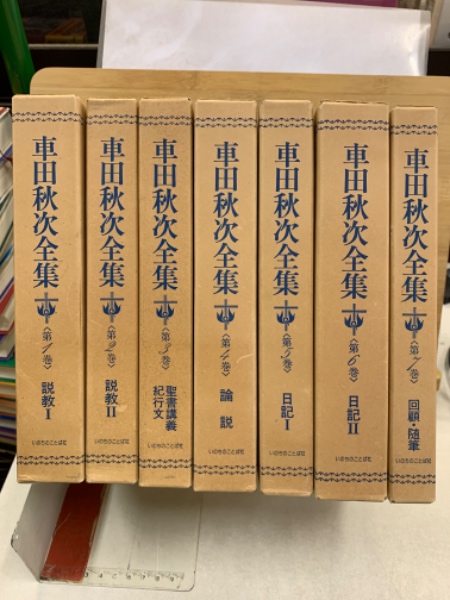 車田秋次全集
〈第1巻〉
説教Ⅰ
いのちのことば社
車田秋次全集
〈第2巻〉
説教Ⅱ
いのちのことば社
車田秋次全集
〈第3巻〉
聖書講義
紀行文
いのちのことば社
車田秋次全集
〈第4巻〉
論説
いのちのことば社
車田秋次全集
〈第5巻〉
日記Ⅰ
いのちのことば社
車田秋次全集
〈第6巻〉
日記Ⅱ
いのちのことば社
車田秋次全集
〈第7巻〉
回顧・随筆
いのちのことば社